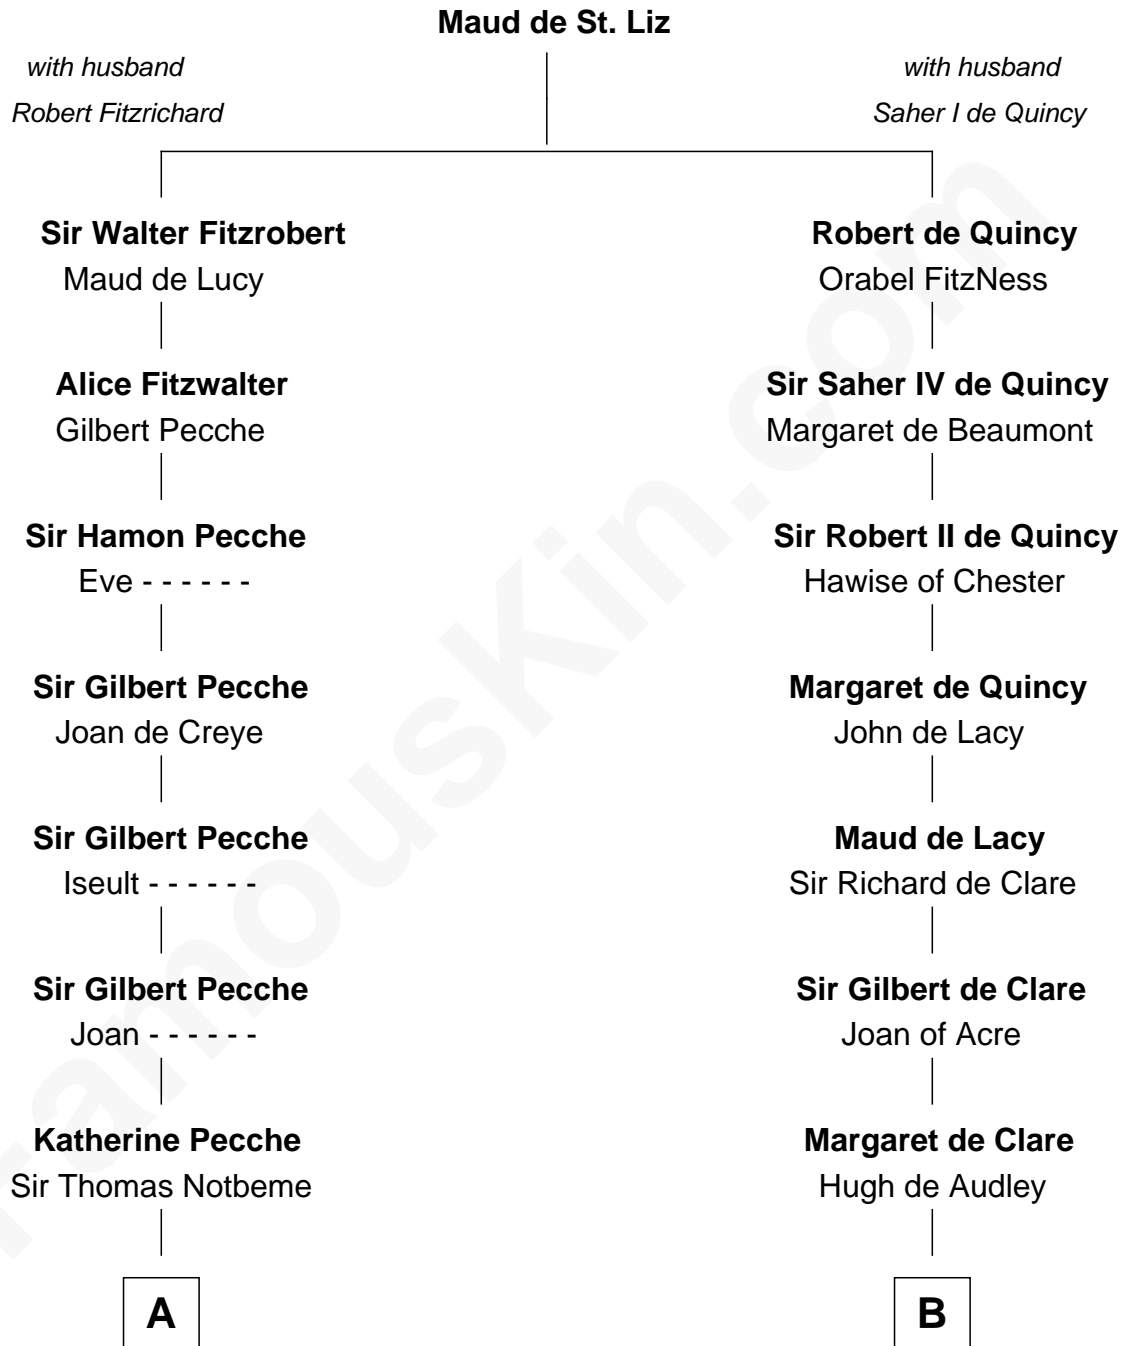 Maud de St. Liz
with husband
Robert Fitzrichard
with husband
Saher I de Quincy
Sir Walter Fitzrobert
Maud de Lucy
Robert de Quincy
Orabel FitzNess
Alice Fitzwalter
Gilbert Pecche
Sir Saher IV de Quincy
Margaret de Beaumont
Sir Hamon Pecche
Eve - - - - - -
Sir Robert II de Quincy
Hawise of Chester
Sir Gilbert Pecche
Joan de Creye
Margaret de Quincy
John de Lacy
Sir Gilbert Pecche
Iseult - - - - - -
Maud de Lacy
Sir Richard de Clare
Sir Gilbert Pecche
Joan - - - - - -
Sir Gilbert de Clare
Joan of Acre
Katherine Pecche
Sir Thomas Notbeme
Margaret de Clare
Hugh de Audley
A
B
FamousKin.com